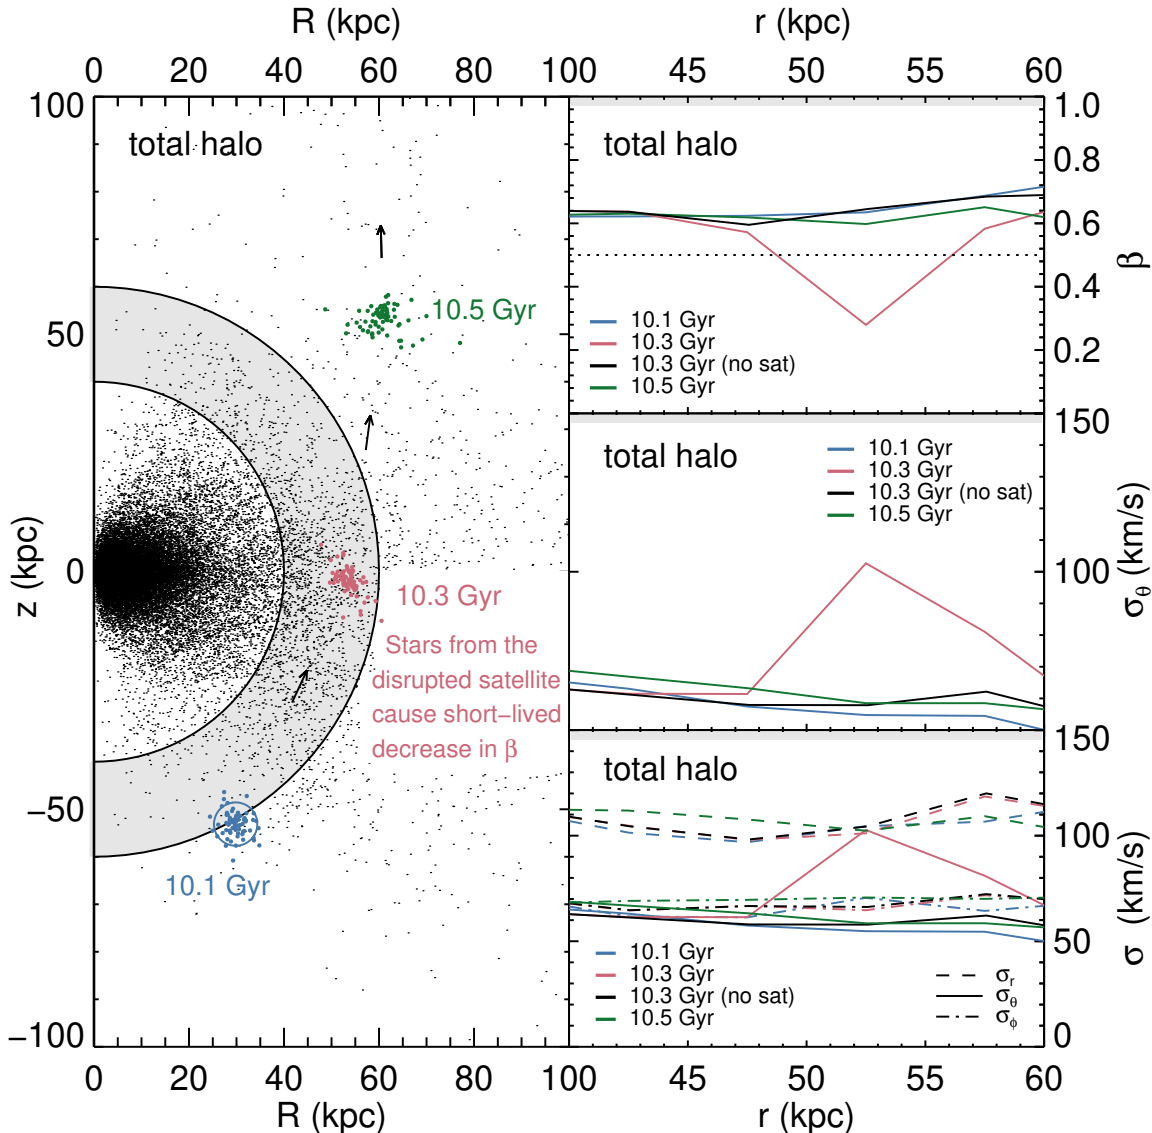 R (kpc)
r (kpc)
0 20 40 60 80 100 45 50 55 60
100
50
0
−50
−100
z (kpc)
total halo
10.5 Gyr
10.3 Gyr
Stars from the
disrupted satellite
cause short−lived
decrease in β
10.1 Gyr
0 20 40 60 80 100 45 50 55 60
R (kpc)
r (kpc)
total halo
10.1 Gyr
10.3 Gyr
10.3 Gyr (no sat)
10.5 Gyr
1.0
0.8
0.6
0.4
0.2
β
total halo
10.1 Gyr
10.3 Gyr
10.3 Gyr (no sat)
10.5 Gyr
150
100
σθ (km/s)
total halo
10.1 Gyr
10.3 Gyr
10.3 Gyr (no sat)
10.5 Gyr
σr
σθ
σϕ
150
100
50
0
σ (km/s)